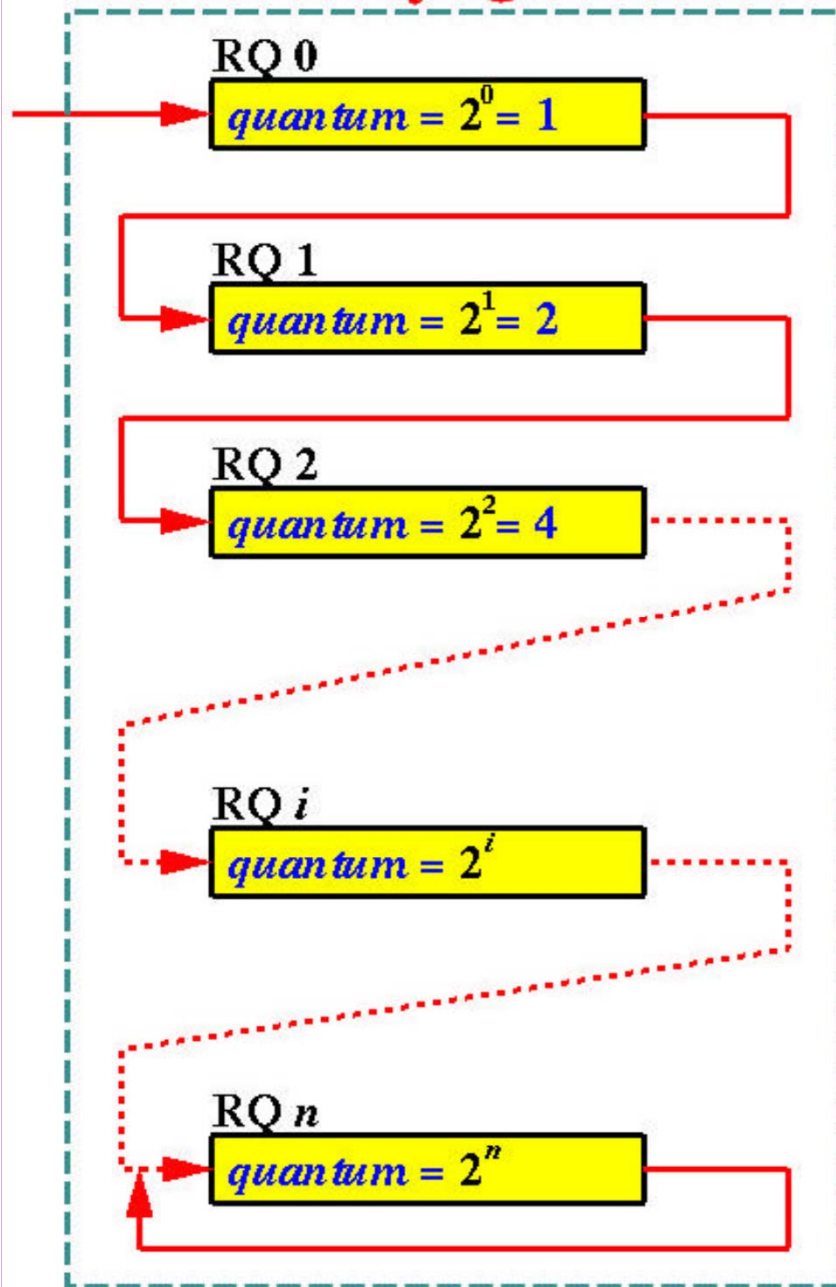 RQ 0
quantum = 2^0 = 1
RQ 1
quantum = 2^1 = 2
RQ 2
quantum = 2^2 = 4
RQ i
quantum = 2^i
RQ n
quantum = 2^n